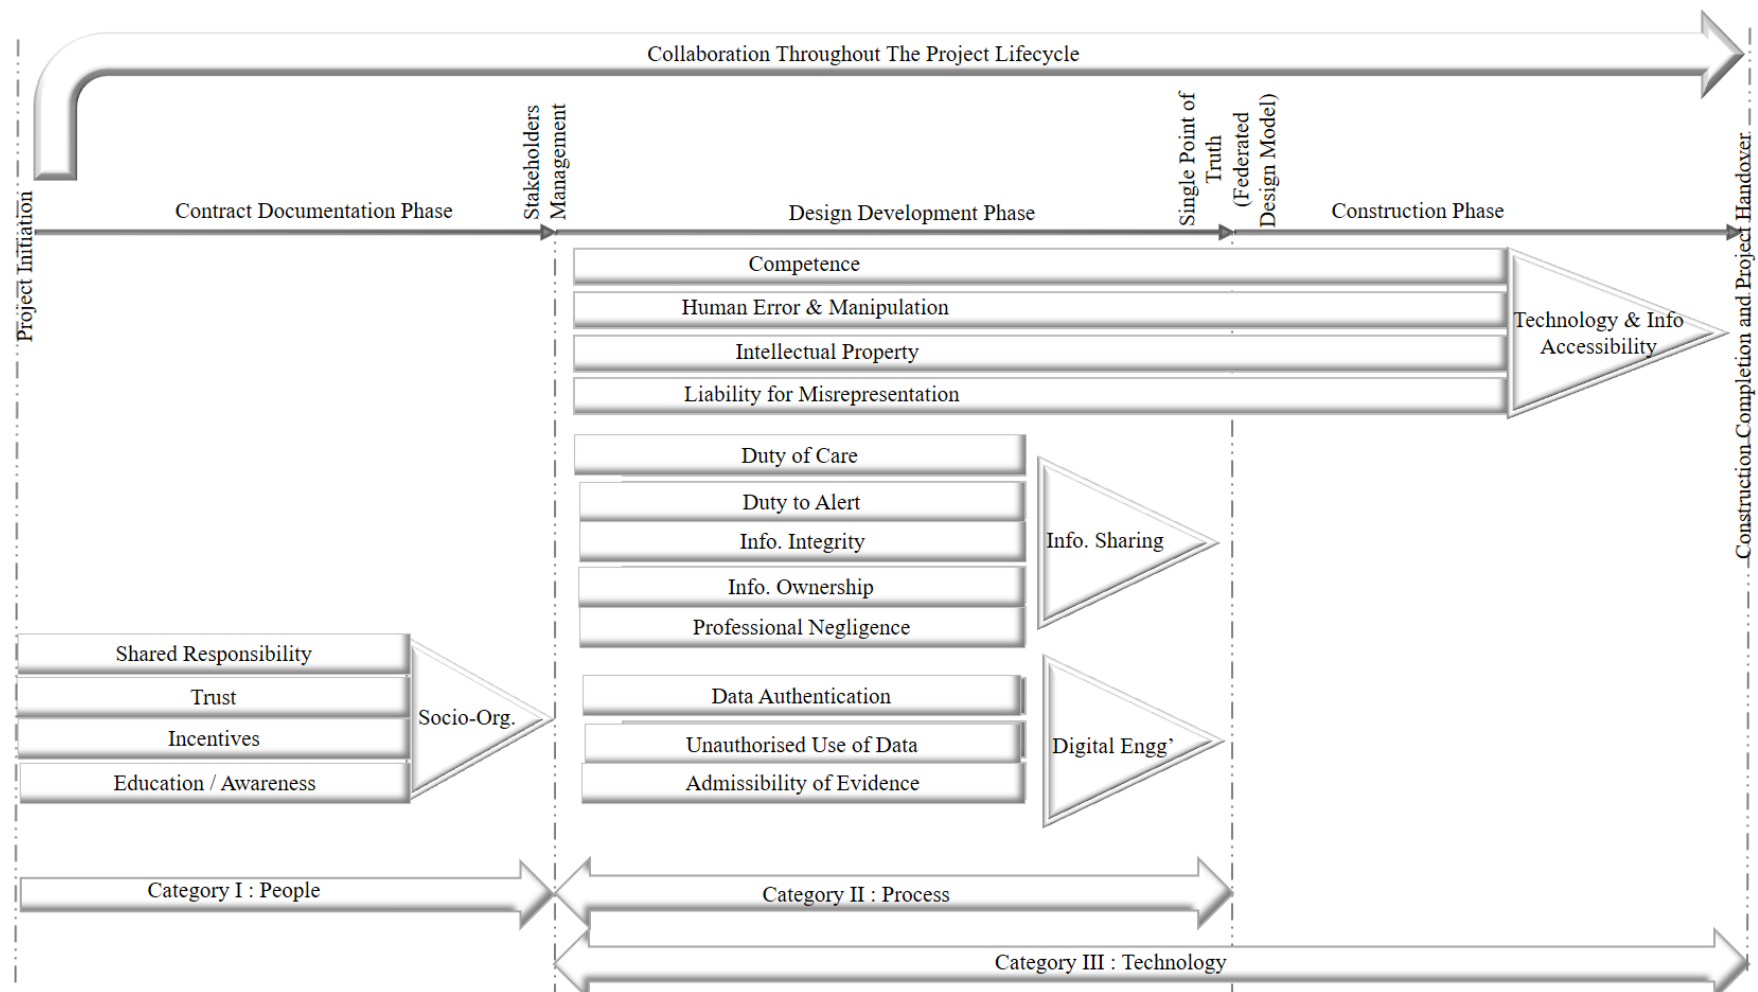 Collaboration Throughout The Project Lifecycle
Project Initiation
Contract Documentation Phase
Stakeholders
Management
Design Development Phase
Single Point of
Truth
(Federated
Design Model)
Construction Phase
Construction Completion and Project Handover
Competence
Human Error & Manipulation
Intellectual Property
Liability for Misrepresentation
Technology & Info
Accessibility
Duty of Care
Duty to Alert
Info. Integrity
Info. Ownership
Professional Negligence
Info. Sharing
Shared Responsibility
Trust
Incentives
Education / Awareness
Socio-Org.
Data Authentication
Unauthorised Use of Data
Admissibility of Evidence
Digital Engg’
Category I : People
Category II : Process
Category III : Technology